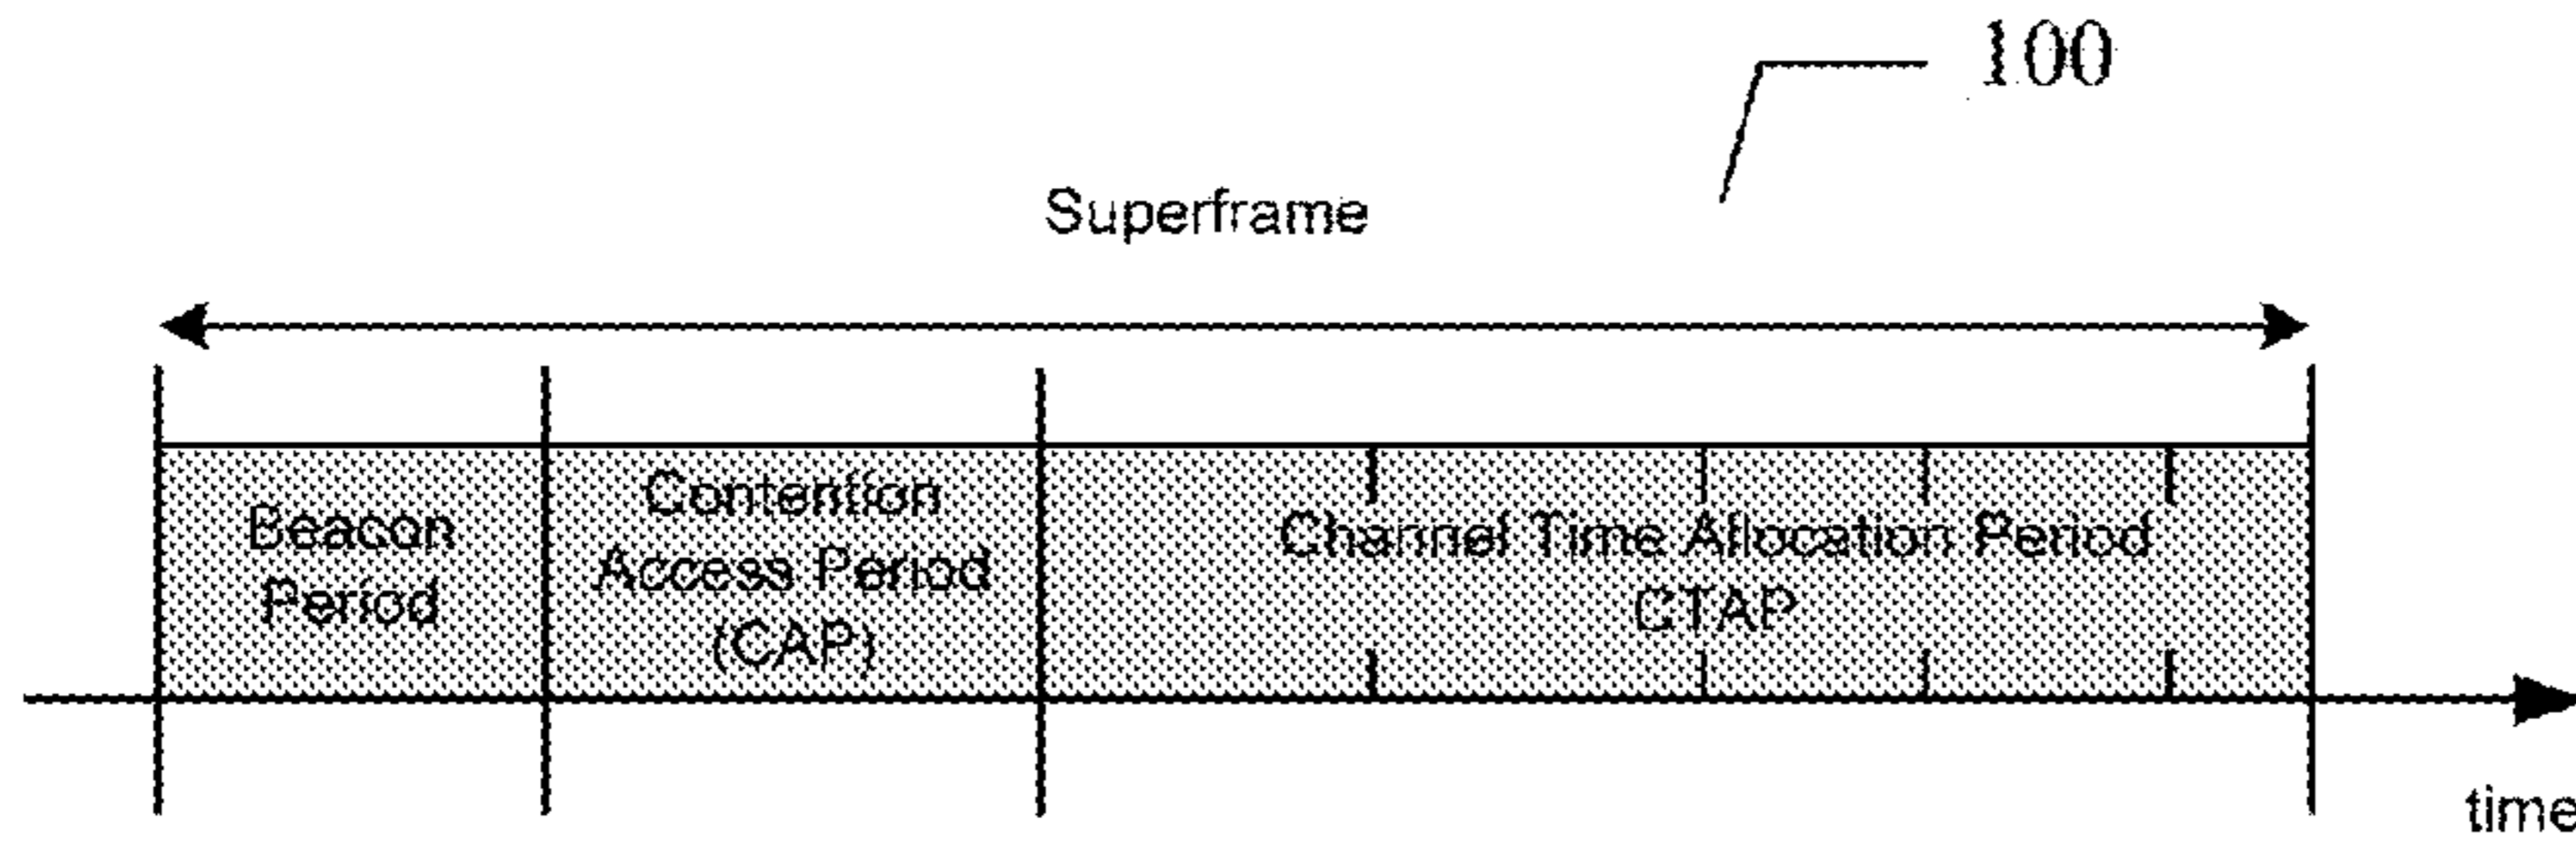 100
Superframe
Beacon
Period
Contention
Access Period
(CAP)
Channel Time Allocation Period
CTAP
time